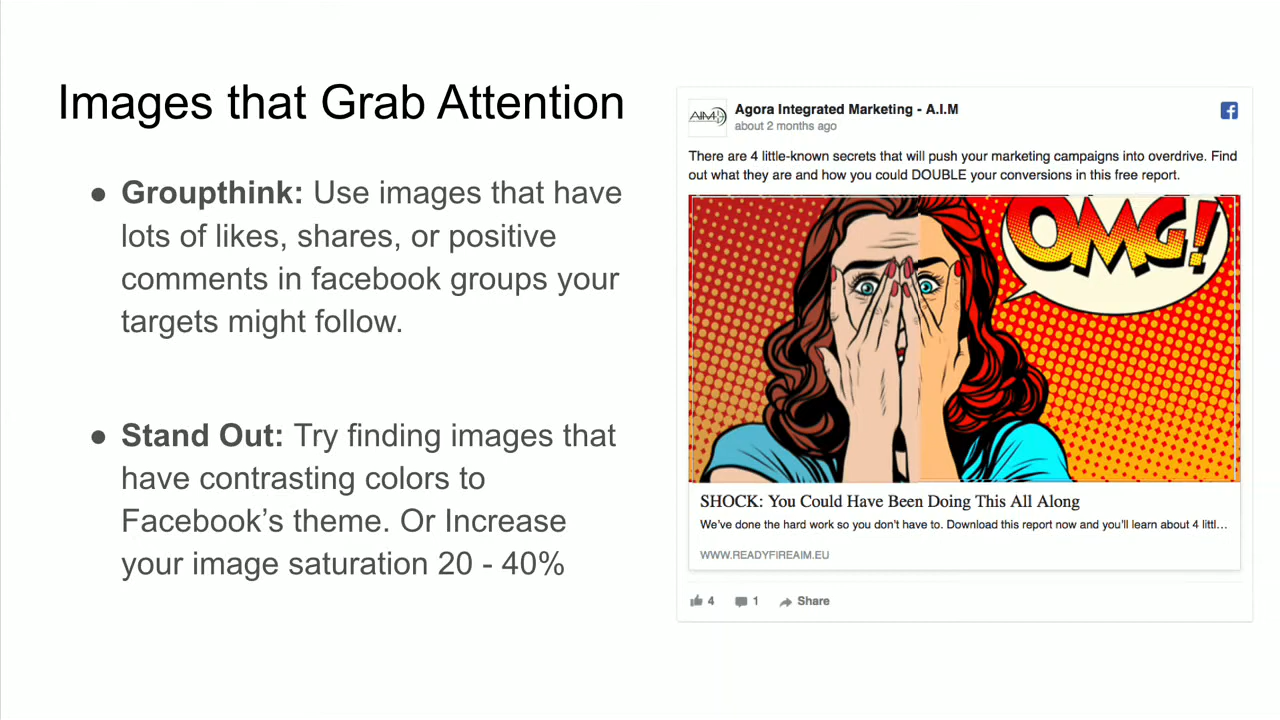 Images that Grab Attention
● Groupthink: Use images that have
lots of likes, shares, or positive
comments in facebook groups your
targets might follow.
● Stand Out: Try finding images that
have contrasting colors to
Facebook’s theme. Or Increase
your image saturation 20 - 40%
AIM
Agora Integrated Marketing - A.I.M
about 2 months ago
There are 4 little-known secrets that will push your marketing campaigns into overdrive. Find
out what they are and how you could DOUBLE your conversions in this free report.
OMG!
SHOCK: You Could Have Been Doing This All Along
We've done the hard work so you don't have to. Download this report now and you'll learn about 4 littl...
WWW.READYFIREAIM.EU
4 1 Share